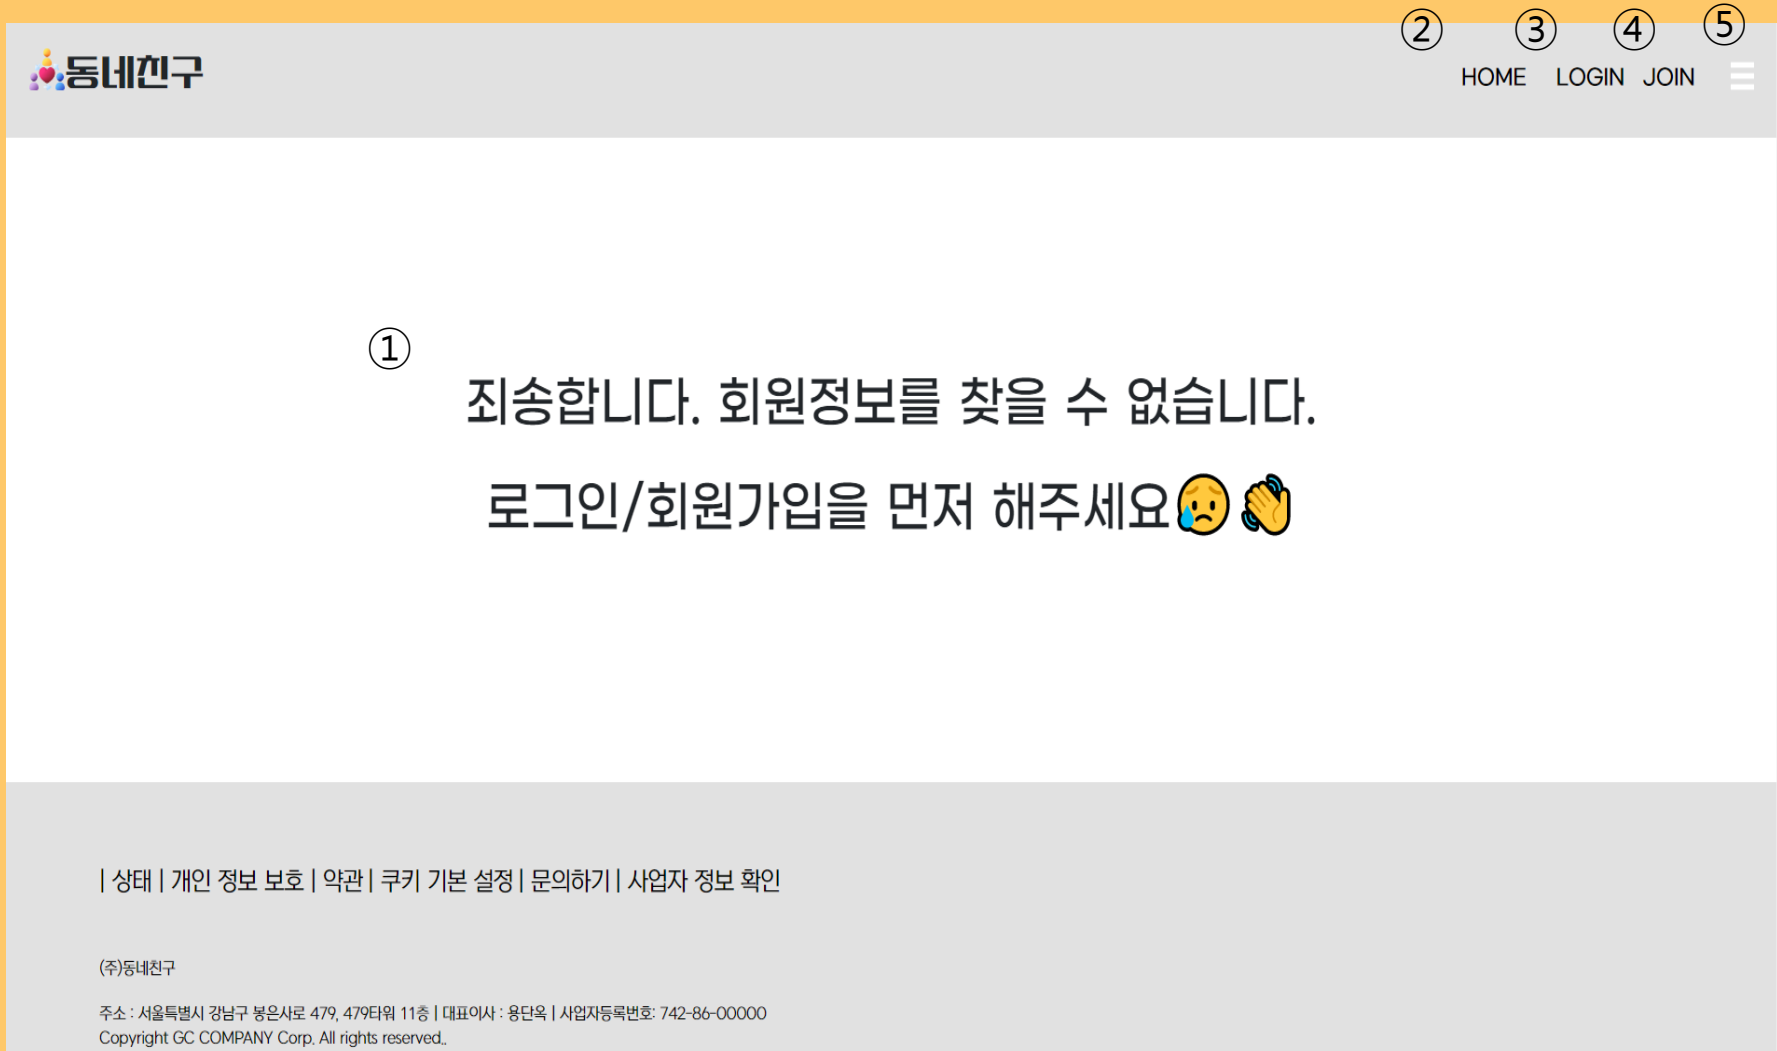 ② ③ ④ ⑤
동네친구
HOME LOGIN JOIN
①
죄송합니다. 회원정보를 찾을 수 없습니다.
로그인/회원가입을 먼저 해주세요😥👋
| 상태 | 개인 정보 보호 | 약관 | 쿠키 기본 설정 | 문의하기 | 사업자 정보 확인
(주)동네친구
주소 : 서울특별시 강남구 봉은사로 479, 479타워 11층 | 대표이사 : 용단옥 | 사업자등록번호: 742-86-00000
Copyright GC COMPANY Corp. All rights reserved..